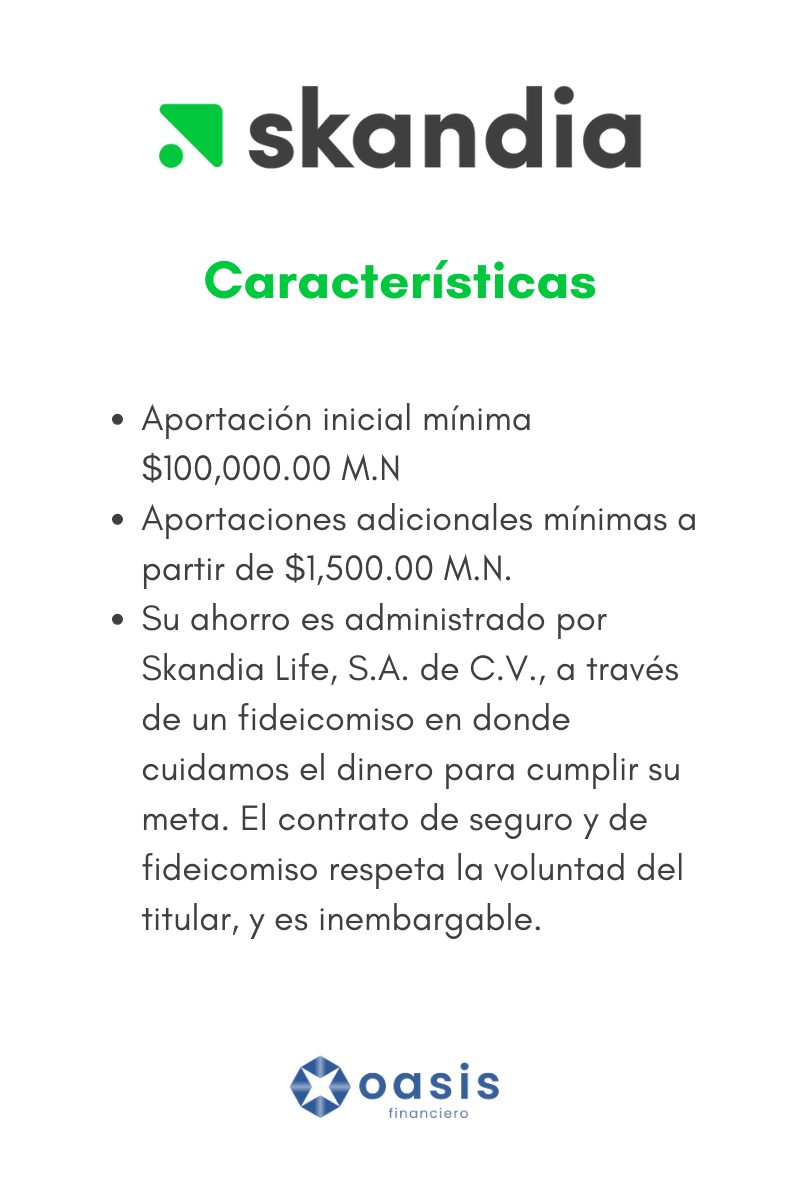 skandia
Características
• Aportación inicial mínima
$100,000.00 M.N
• Aportaciones adicionales mínimas a
partir de $1,500.00 M.N.
• Su ahorro es administrado por
Skandia Life, S.A. de C.V., a través
de un fideicomiso en donde
cuidamos el dinero para cumplir su
meta. El contrato de seguro y de
fideicomiso respeta la voluntad del
titular, y es inembargable.
oasis
financiero